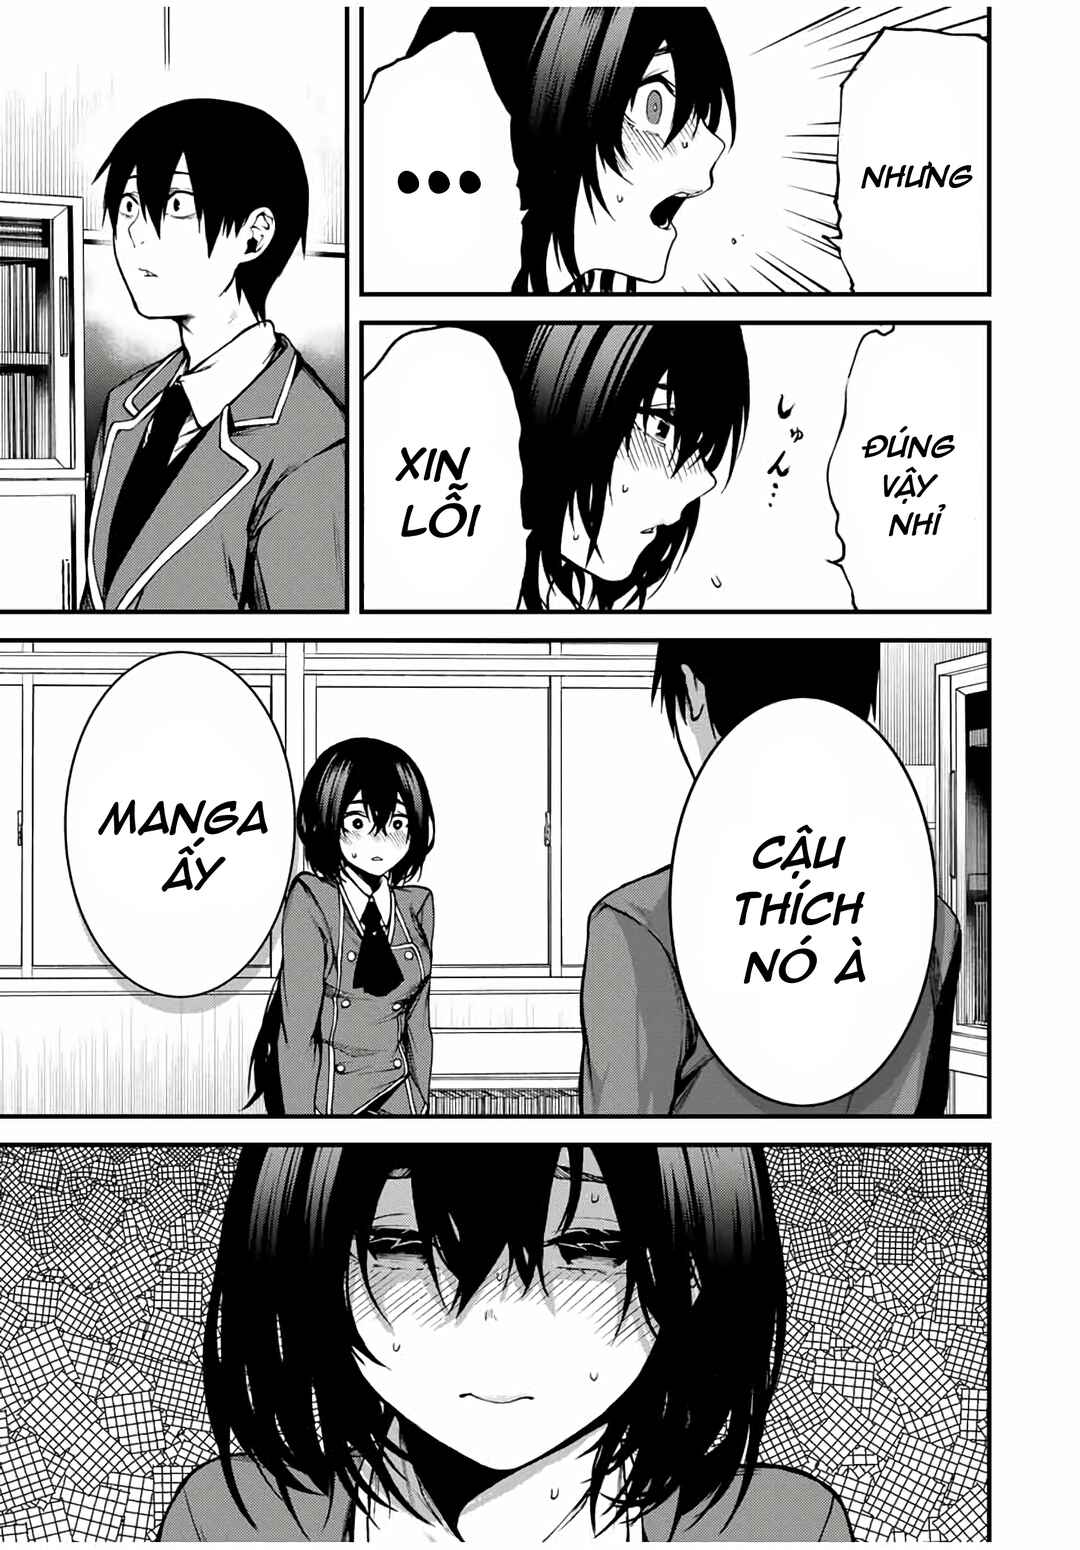 NHƯNG
...
ĐÚNG
VẬY
NHỈ
しゅん…
XIN
LỖI
CẬU
THÍCH
NÓ À
MANGA
ẤY